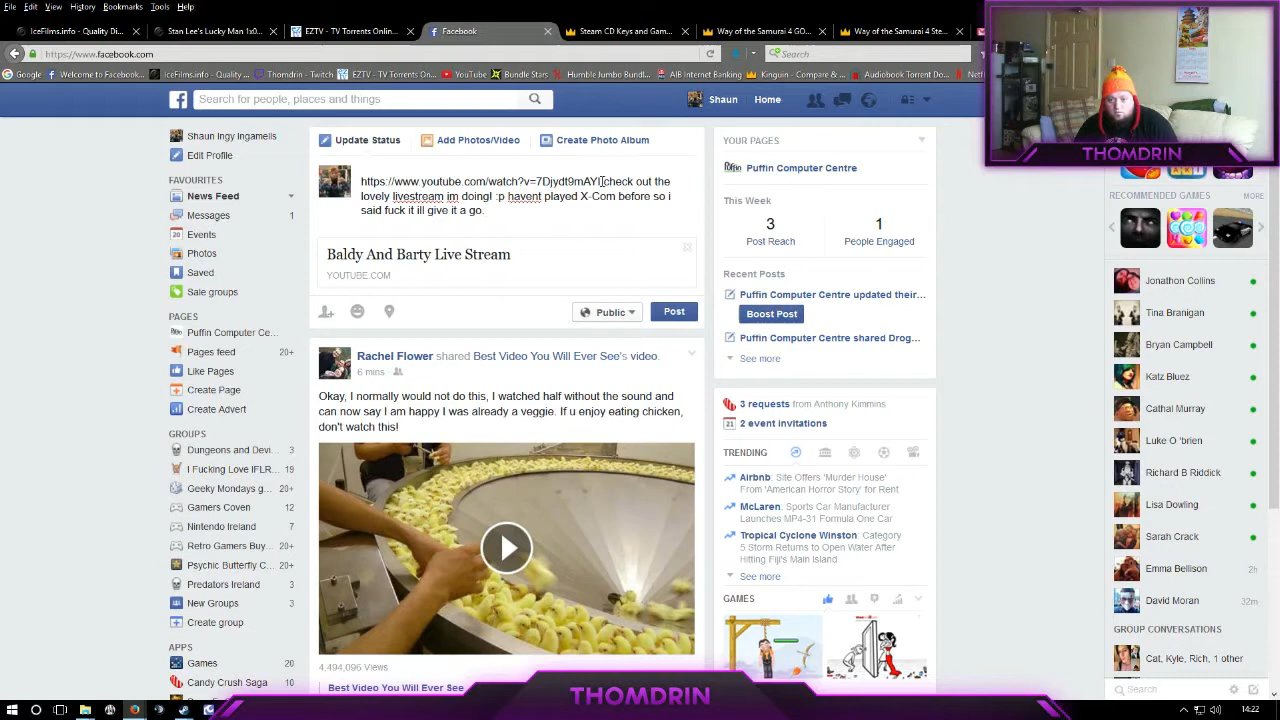 File Edit View History Bookmarks Tools Help
IceFilms.info - Quality Di...
Stan Lee's Lucky Man 1x0...
EZTV - TV Torrents Onl...
Facebook
Steam CD Keys and Gam...
Way of the Samurai 4 GO...
Way of the Samurai 4 Ste...
https://www.facebook.com
Search
Google
Welcome to Facebook...
IceFilms.info - Quality ...
Thomdrin - Twitch
EZTV - TV Torrents On...
YouTube
Bundle Stars
Humble Jumbo Bundl...
AIB Internet Banking
Kinguin - Compare & ...
Audiobook Torrent Do...
Search for people, places and things
Shaun
Home
THOMDRIN
Shaun Ingy Ingamells
Edit Profile
FAVOURITES
News Feed
Messages 1
Events 20
Photos
Saved
Sale groups
PAGES
Puffin Computer Ce...
Pages feed 20+
Like Pages
Create Page
Create Advert
GROUPS
Dungeons and Devi... 3
I Fucking Love IFLR... 19
Geeky Mondays g... 20+
Gamers Coven 12
Nintendo Ireland 7
Retro Gamers Buy... 20+
Psychic Butterfly C... 20+
Predators Ireland 3
New Groups 3
Create group
APPS
Games 20
Candy Crush Saga 10
Update Status
Add Photos/Video
Create Photo Album
https://www.youtube.com/watch?v=7Djydt9mAYI check out the
lovely livestream im doing! :p havent played X-Com before so i
said fuck it ill give it a go.
Baldy And Barty Live Stream
YOUTUBE.COM
Public
Post
Rachel Flower shared Best Video You Will Ever See's video.
6 mins
Okay, I normally would not do this, I watched half without the sound and
can now say I am happy I was already a veggie. If u enjoy eating chicken,
don't watch this!
4,494,096 Views
Best Video You Will Ever See
YOUR PAGES
Puffin Computer Centre
This Week
3
Post Reach
1
People Engaged
Recent Posts
Puffin Computer Centre updated their...
Boost Post
Puffin Computer Centre shared Drog...
See more
3 requests from Anthony Kimmins
2 event invitations
TRENDING
Airbnb: Site Offers 'Murder House'
From 'American Horror Story' for Rent
McLaren: Sports Car Manufacturer
Launches MP4-31 Formula One Car
Tropical Cyclone Winston: Category
5 Storm Returns to Open Water After
Hitting Fiji's Main Island
See more
GAMES
RECOMMENDED GAMES MORE
Jonathon Collins
Tina Branigan
Bryan Campbell
Katz Bluez
Cathal Murray
Luke O 'brien
Richard B Riddick
Lisa Dowling
Sarah Crack
Emma Bellison 2h
David Moran 32m
GROUP CONVERSATIONS
Cat, Kyle, Rich, 1 other
Search
THOMDRIN
14:22